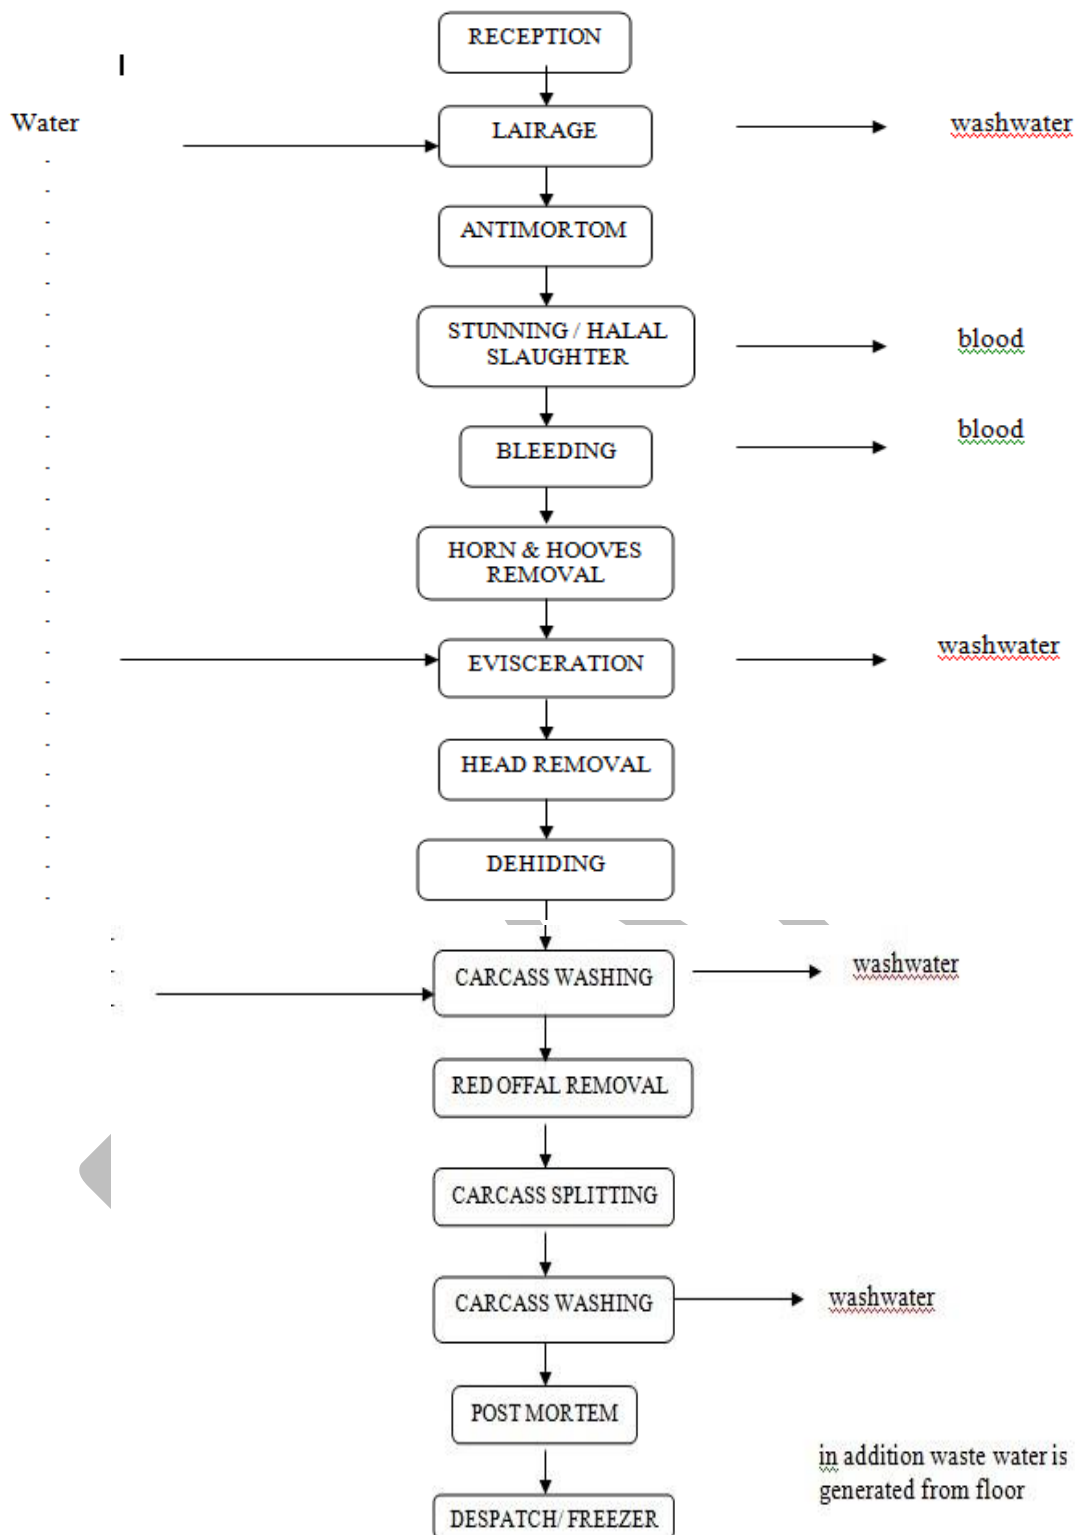 RECEPTION
Water
LAIRAGE
washwater
ANTIMORTOM
STUNNING / HALAL
SLAUGHTER
blood
BLEEDING
blood
HORN & HOOVES
REMOVAL
EVISCERATION
washwater
HEAD REMOVAL
DEHIDING
CARCASS WASHING
washwater
RED OFFAL REMOVAL
CARCASS SPLITTING
CARCASS WASHING
washwater
POST MORTEM
in addition waste water is
generated from floor
DESPATCH/ FREEZER